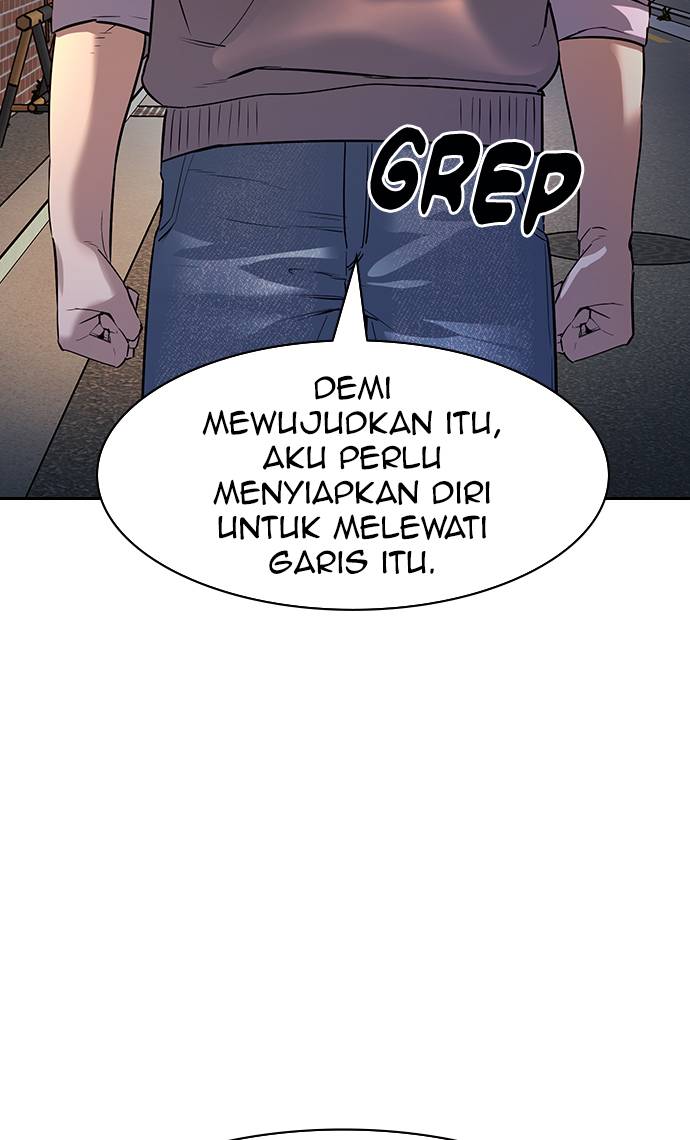 GREP
DEMI
MEWUJUDKAN ITU,
AKU PERLU
MENYIAPKAN DIRI
UNTUK MELEWATI
GARIS ITU.